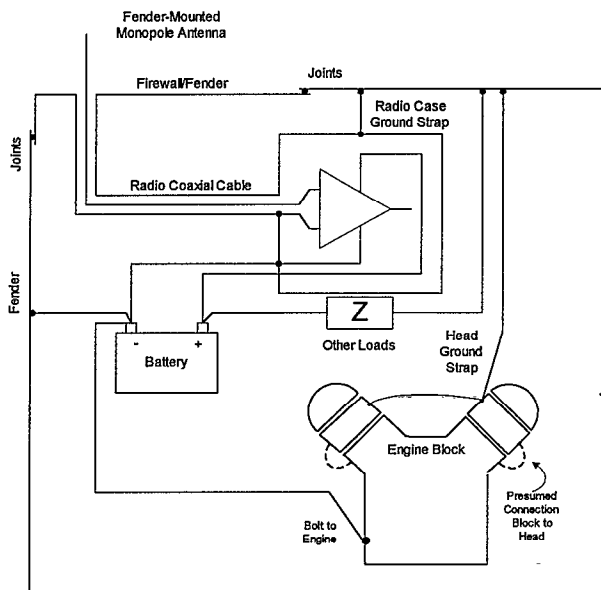 Fender-Mounted
Monopole Antenna
Joints
Firewall/Fender
Radio Case
Ground Strap
Joints
Radio Coaxial Cable
Fender
Z
- +
Battery
Other Loads
Head
Ground
Strap
Engine Block
Presumed
Connection
Block to
Head
Bolt to
Engine